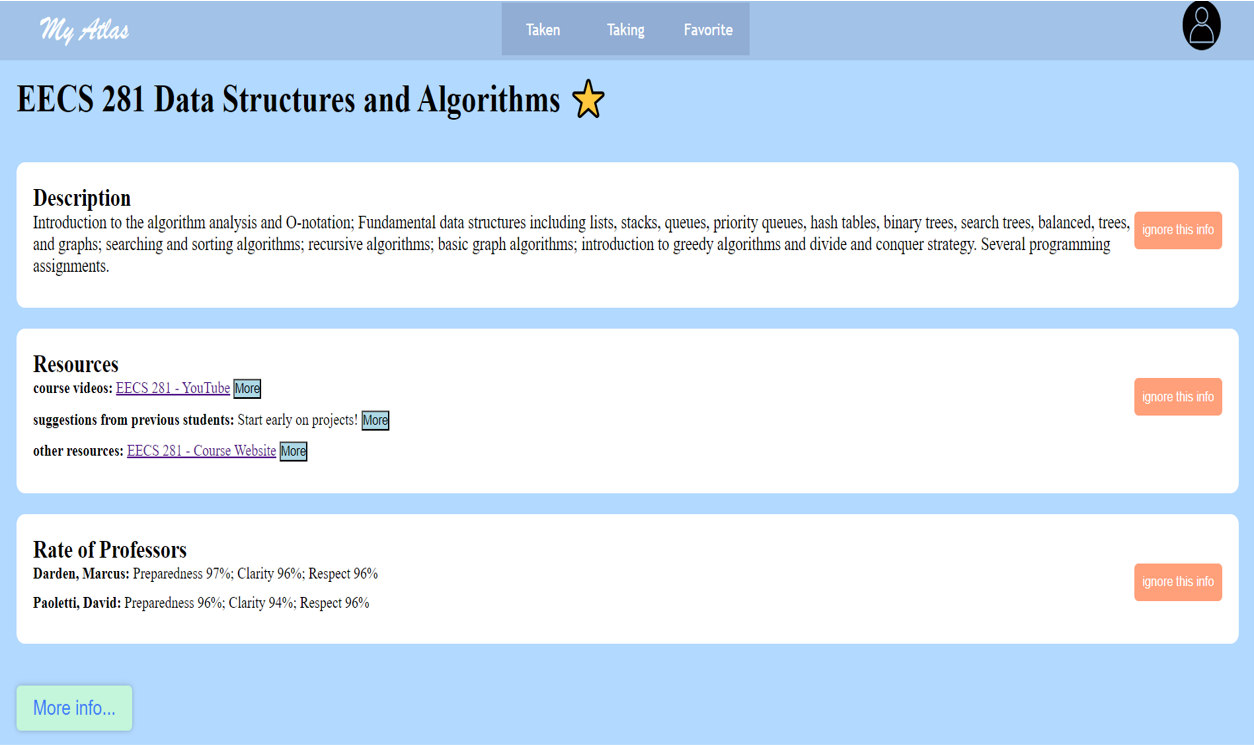 My Atlas
Taken Taking Favorite
EECS 281 Data Structures and Algorithms
Description
Introduction to the algorithm analysis and O-notation; Fundamental data structures including lists, stacks, queues, priority queues, hash tables, binary trees, search trees, balanced, trees,
and graphs; searching and sorting algorithms; recursive algorithms; basic graph algorithms; introduction to greedy algorithms and divide and conquer strategy. Several programming
assignments.
ignore this info
Resources
course videos: EECS 281 - YouTube More
suggestions from previous students: Start early on projects! More
other resources: EECS 281 - Course Website More
ignore this info
Rate of Professors
Darden, Marcus: Preparedness 97%; Clarity 96%; Respect 96%
Paoletti, David: Preparedness 96%; Clarity 94%; Respect 96%
ignore this info
More info...